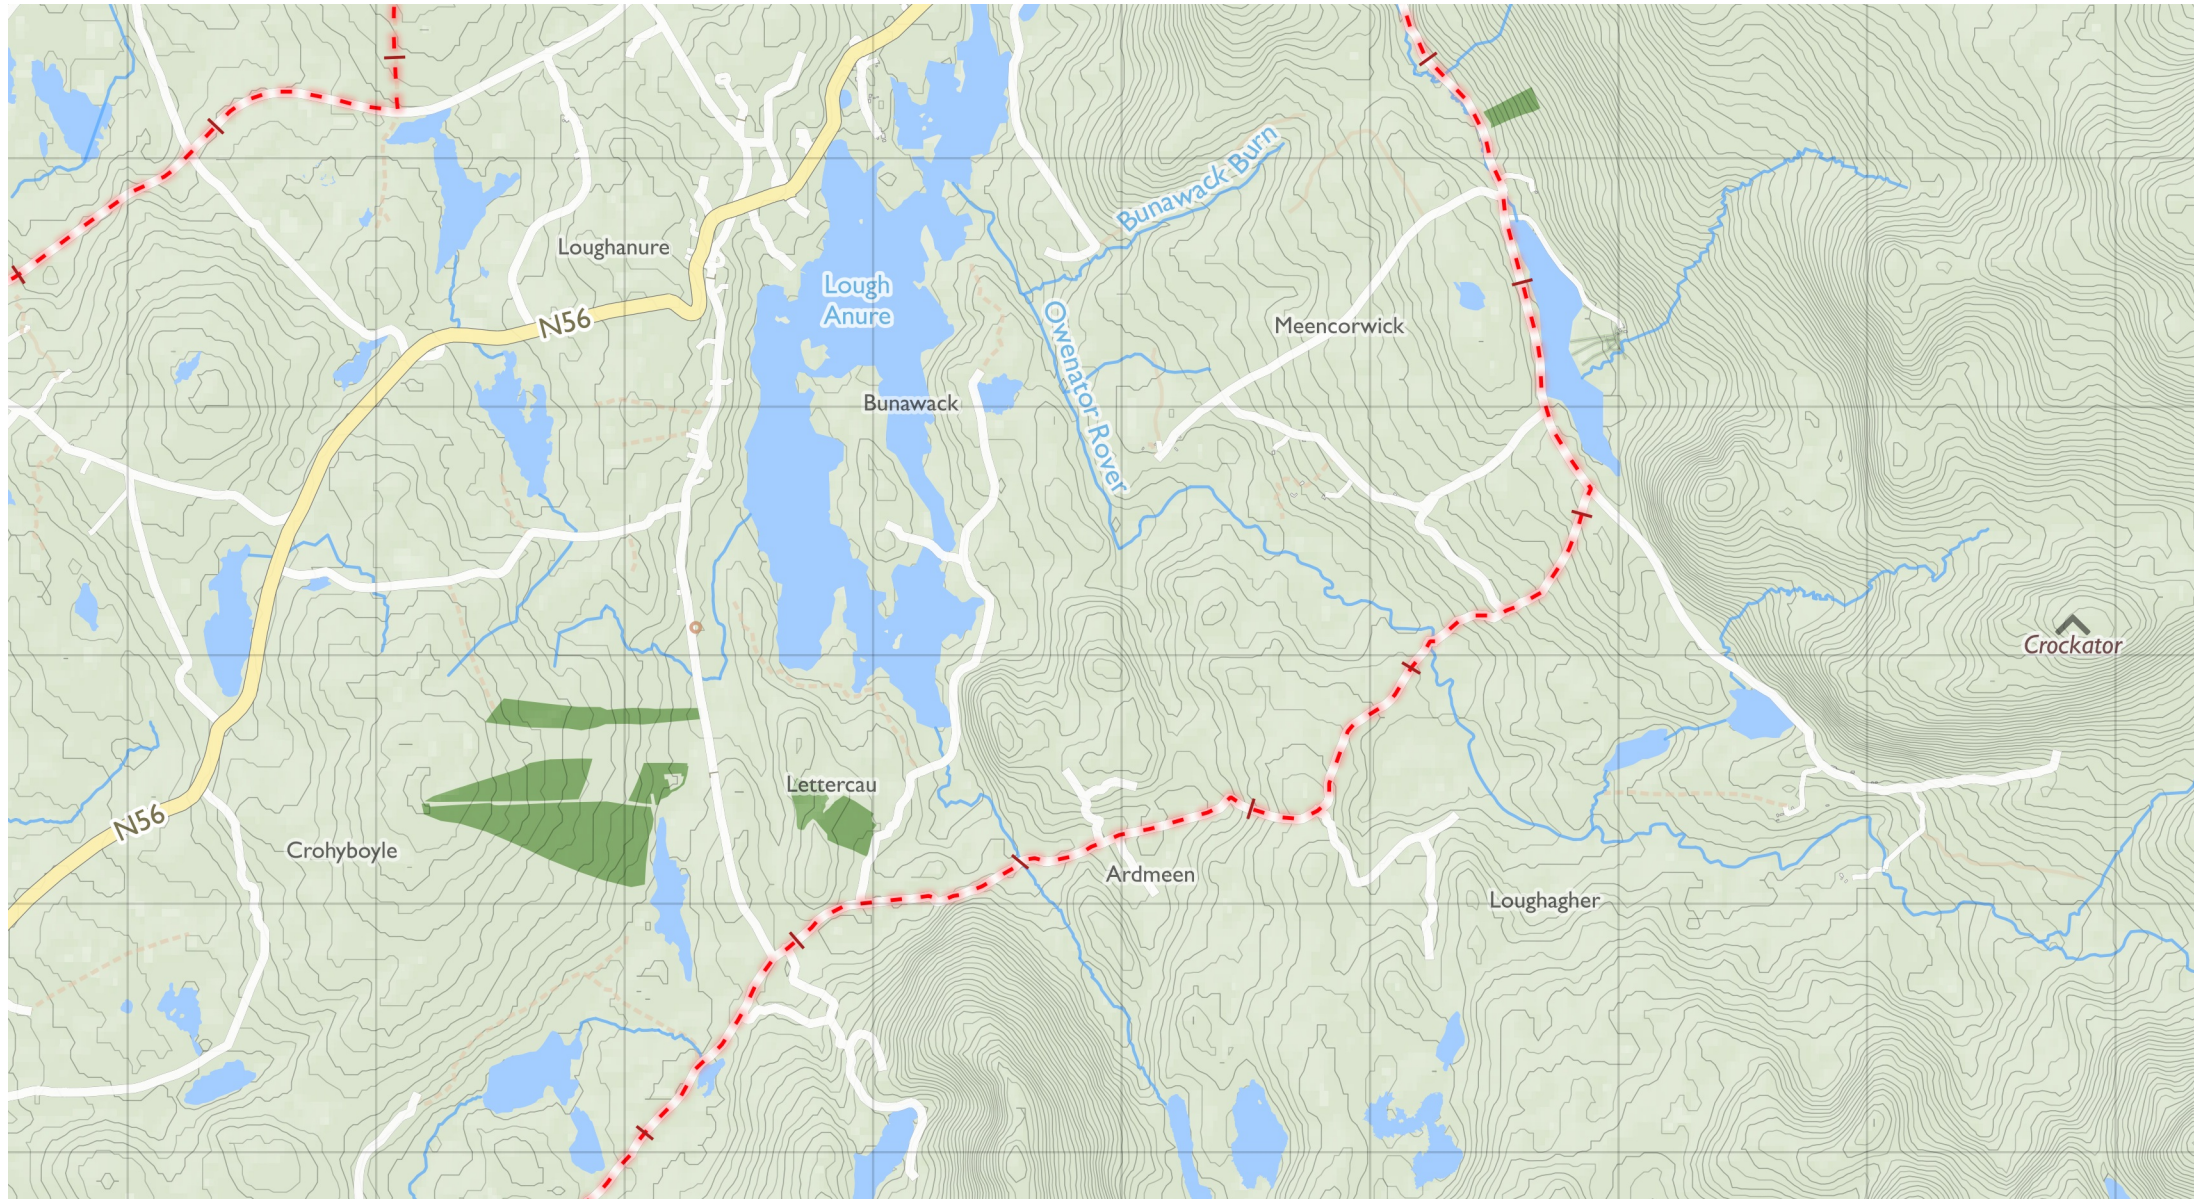 Bunawack Burn
Loughanure
Lough
Anure
N56
Owenator Rover
Meencorwick
Bunawack
Crockator
Lettercau
N56
Crohyboyle
Ardmeen
Loughagher